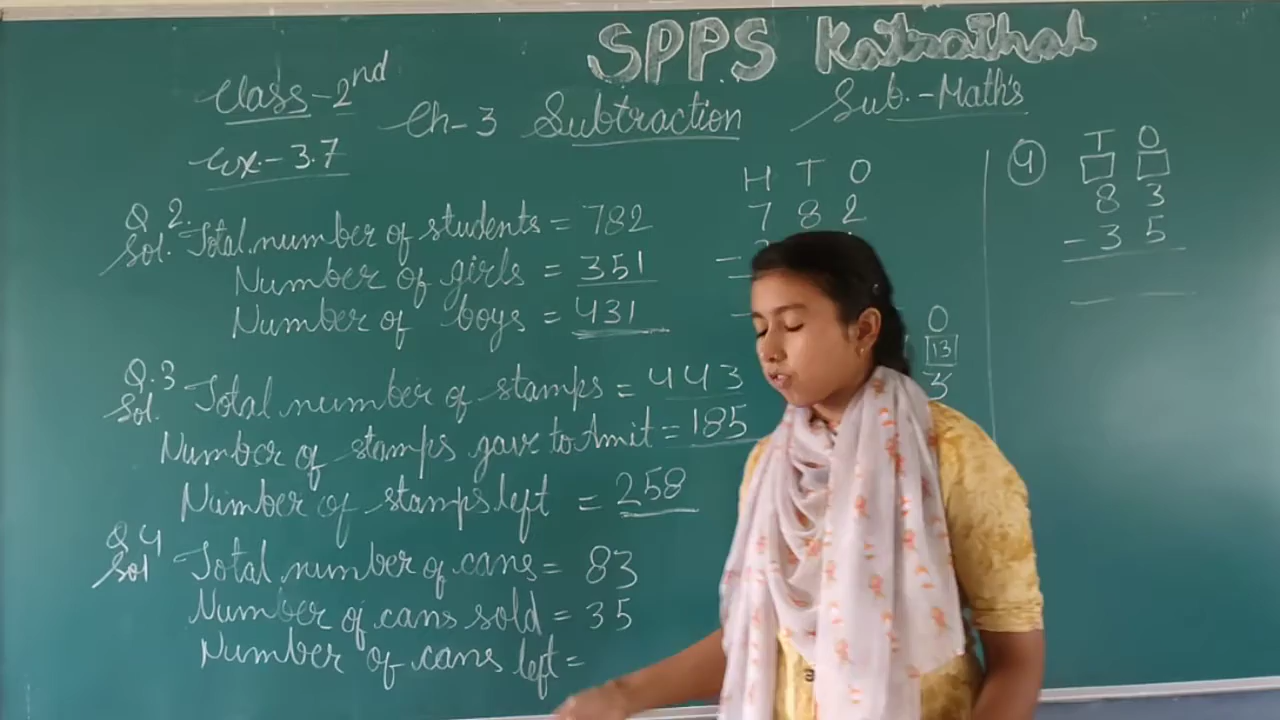 SPPS Katrathal
Class-2nd
Ch-3 Subtraction
Sub.-Math's
Ex.-3.7
Q 2. Total number of students = 782
Sol.
Number of girls = 351
Number of boys = 431
Q.3 Total number of stamps = 443
Sol.
Number of stamps gave to Amit = 185
Number of stamps left = 258
Q 4
Sol Total number of cans = 83
Number of cans sold = 35
Number of cans left =
H T O
7 8 2
-
O
13
3
4 T O
8 3
- 3 5